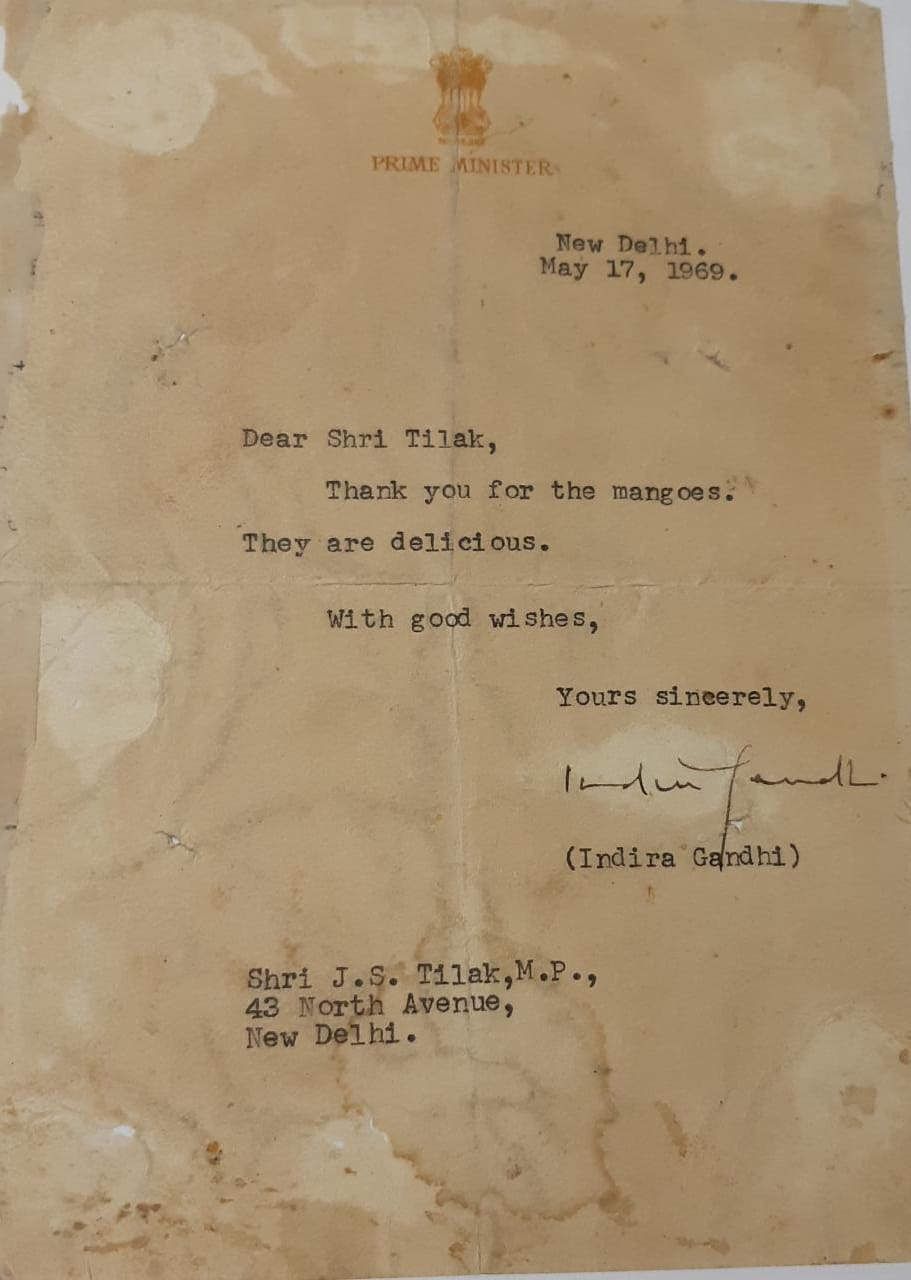 PRIME MINISTER
New Delhi.
May 17, 1969.
Dear Shri Tilak,
Thank you for the mangoes.
They are delicious.
With good wishes,
Yours sincerely,
Indira Gandhi
(Indira Gandhi)
Shri J.S. Tilak,M.P.,
43 North Avenue,
New Delhi.